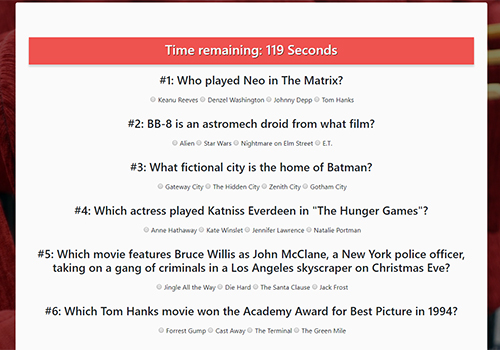 Time remaining: 119 Seconds
#1: Who played Neo in The Matrix?
Keanu Reeves Denzel Washington Johnny Depp Tom Hanks
#2: BB-8 is an astromech droid from what film?
Alien Star Wars Nightmare on Elm Street E.T.
#3: What fictional city is the home of Batman?
Gateway City The Hidden City Zenith City Gotham City
#4: Which actress played Katniss Everdeen in "The Hunger Games"?
Anne Hathaway Kate Winslet Jennifer Lawrence Natalie Portman
#5: Which movie features Bruce Willis as John McClane, a New York police officer,
taking on a gang of criminals in a Los Angeles skyscraper on Christmas Eve?
Jingle All the Way Die Hard The Santa Clause Jack Frost
#6: Which Tom Hanks movie won the Academy Award for Best Picture in 1994?
Forrest Gump Cast Away The Terminal The Green Mile